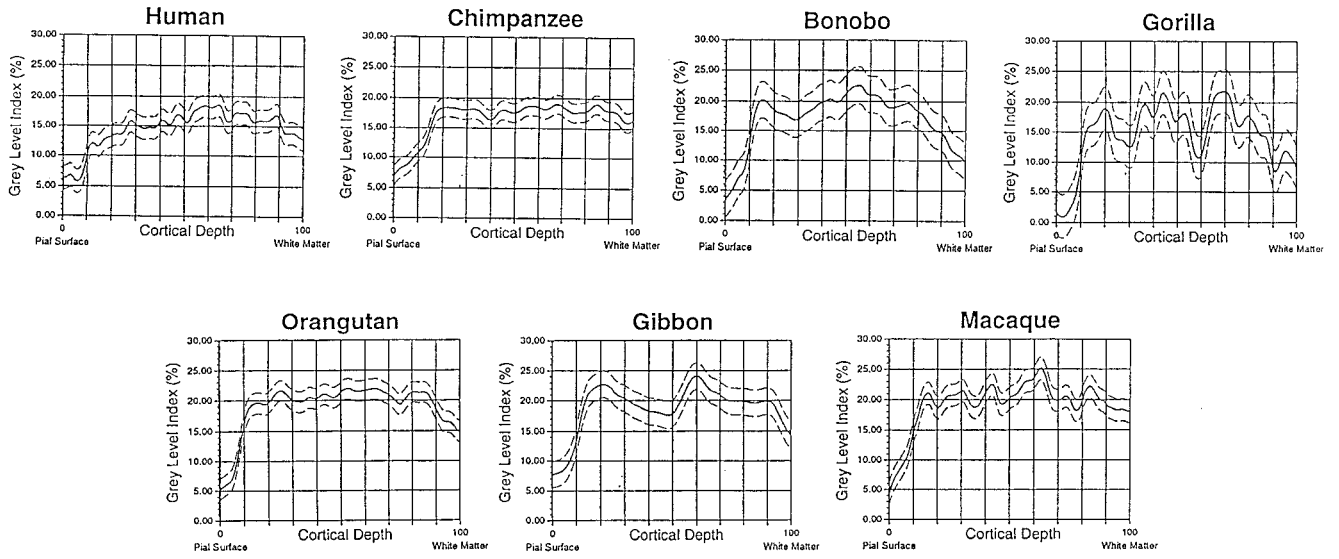 Human
Grey Level Index (%)
30.00
25.00
20.00
15.00
10.00
5.00
0.00
0
100
Pial Surface
Cortical Depth
White Matter
Chimpanzee
Grey Level Index (%)
30.00
25.00
20.00
15.00
10.00
5.00
0.00
0
100
Pial Surface
Cortical Depth
White Matter
Bonobo
Grey Level Index (%)
30.00
25.00
20.00
15.00
10.00
5.00
0.00
0
100
Pial Surface
Cortical Depth
White Matter
Gorilla
Grey Level Index (%)
30.00
25.00
20.00
15.00
10.00
5.00
0.00
0
100
Pial Surface
Cortical Depth
White Matter
Orangutan
Grey Level Index (%)
30.00
25.00
20.00
15.00
10.00
5.00
0.00
0
100
Pial Surface
Cortical Depth
White Matter
Gibbon
Grey Level Index (%)
30.00
25.00
20.00
15.00
10.00
5.00
0.00
0
100
Pial Surface
Cortical Depth
White Matter
Macaque
Grey Level Index (%)
30.00
25.00
20.00
15.00
10.00
5.00
0.00
0
100
Pial Surface
Cortical Depth
White Matter